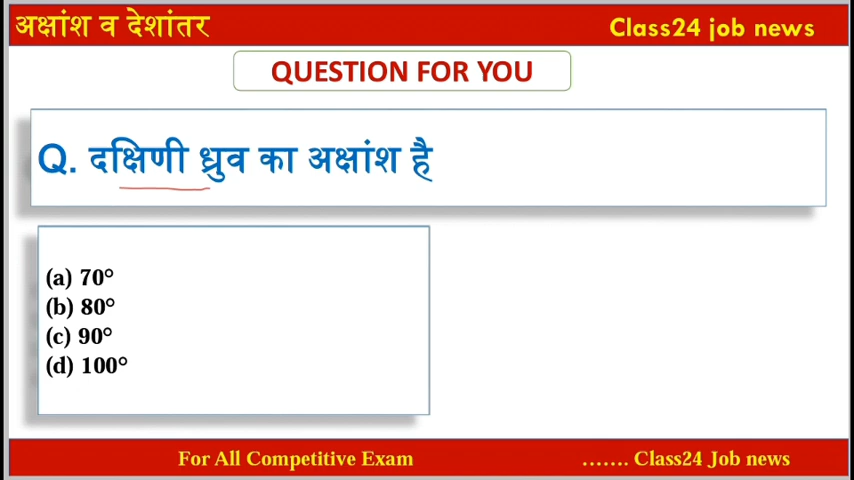 अक्षांश व देशांतर
Class24 job news
QUESTION FOR YOU
Q. दक्षिणी ध्रुव का अक्षांश है
(a) 70°
(b) 80°
(c) 90°
(d) 100°
For All Competitive Exam
……. Class24 Job news